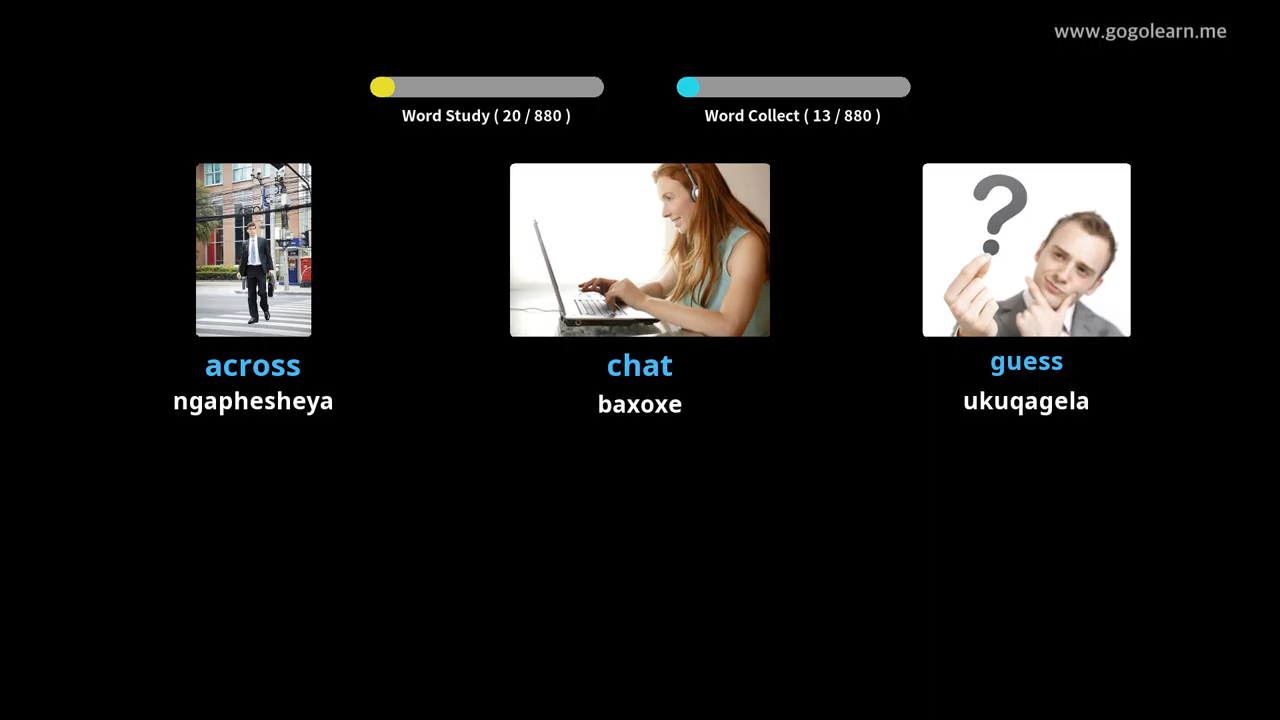 www.gogolearn.me
Word Study ( 20 / 880 )
Word Collect ( 13 / 880 )
across
ngaphesheya
chat
baxoxe
guess
ukuqagela